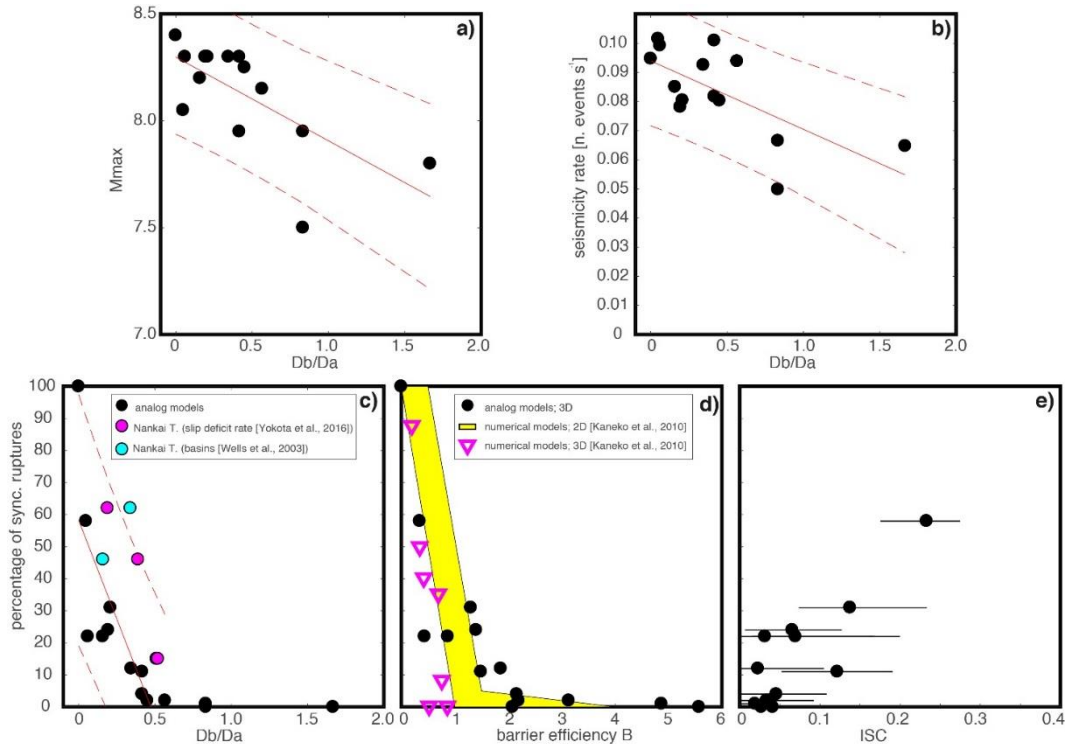 8.5
8.0
7.5
7.0
Mmax
a)
0 0.5 1.0 1.5 2.0
Db/Da
0.10
0.09
0.08
0.07
0.06
0.05
0.04
0.03
0.02
0.01
0
seismicity rate [n. events s⁻¹]
b)
0 0.5 1.0 1.5 2.0
Db/Da
100
90
80
70
60
50
40
30
20
10
0
percentage of sync. ruptures
c)
analog models
Nankai T. (slip deficit rate [Yokota et al., 2016])
Nankai T. (basins [Wells et al., 2003])
0 0.5 1.0 1.5 2.0
Db/Da
d)
analog models; 3D
numerical models; 2D [Kaneko et al., 2010]
numerical models; 3D [Kaneko et al., 2010]
0 1 2 3 4 5 6
barrier efficiency B
e)
0 0.1 0.2 0.3 0.4
ISC